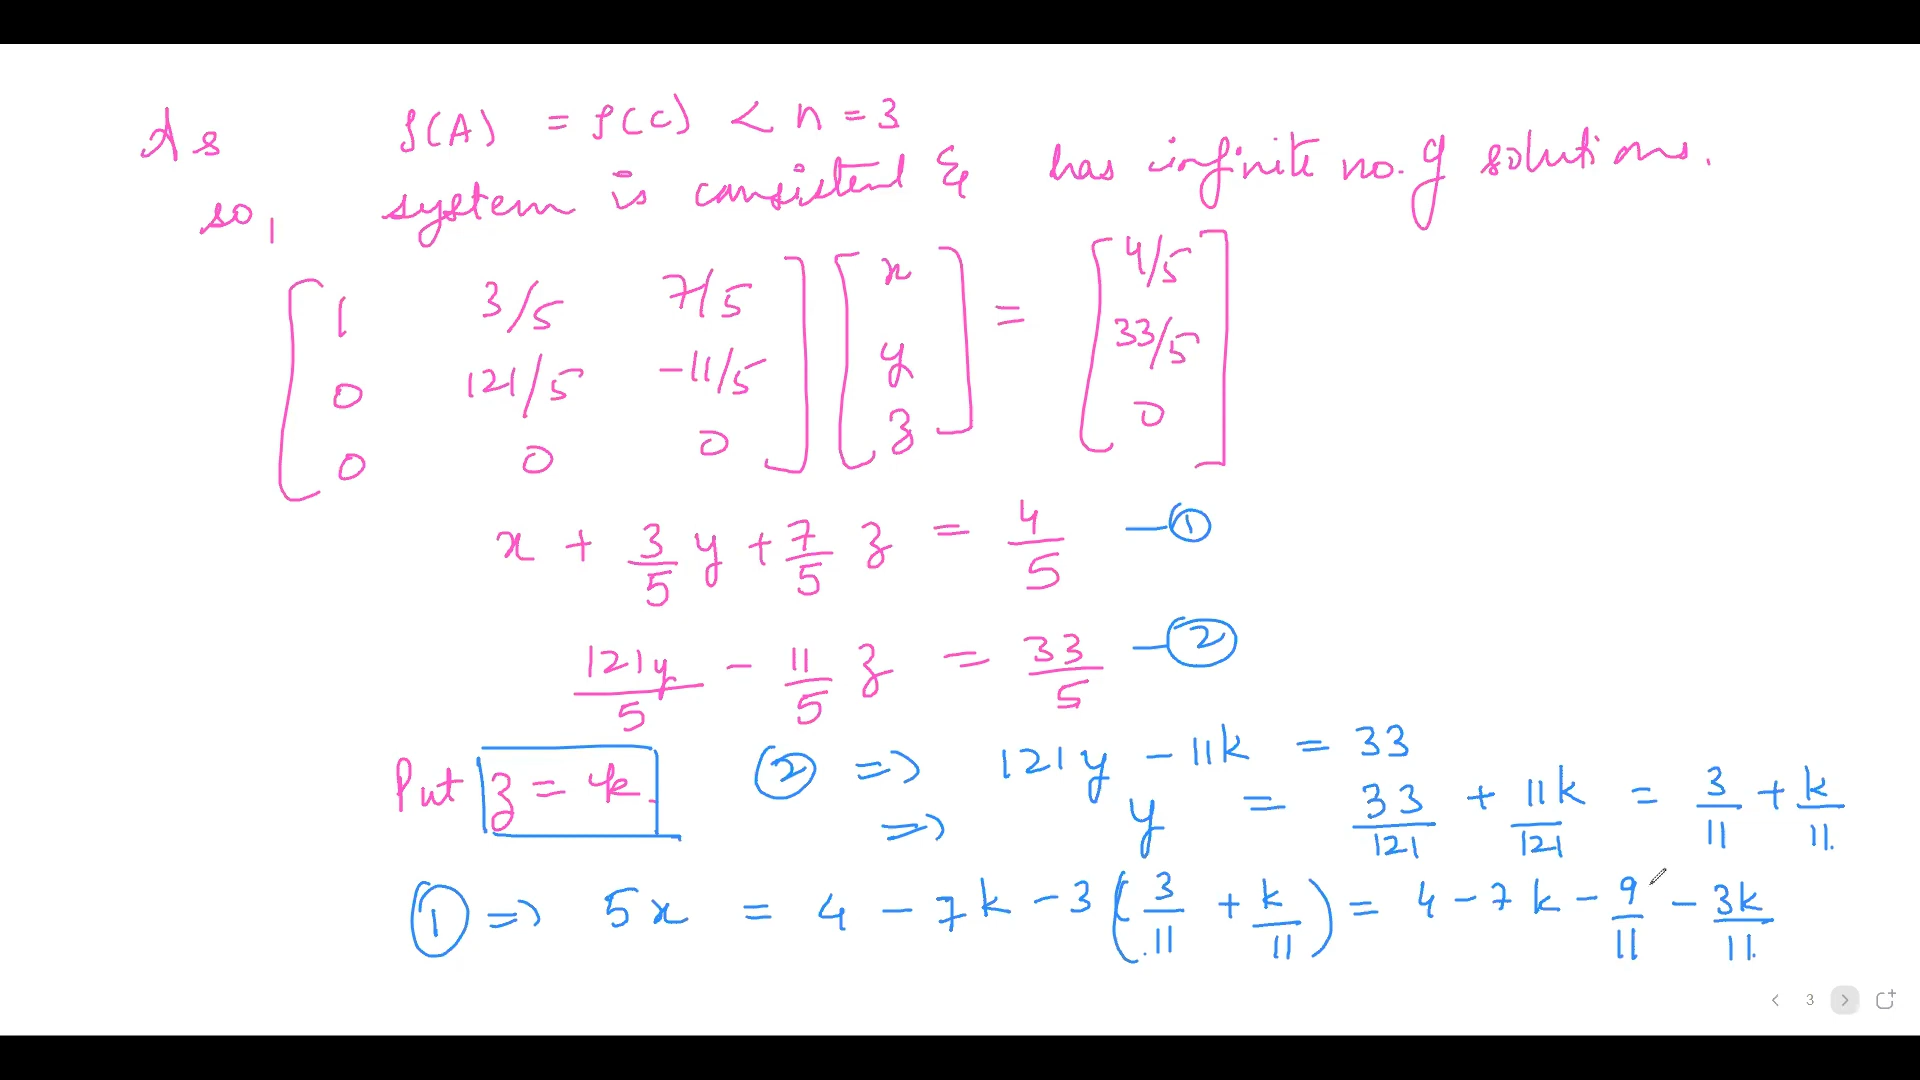 As ρ(A) = ρ(C) < n = 3
so, system is consistent & has infinite no. of solutions.
[1 3/5 7/5] [x] = [4/5]
[0 121/5 -11/5] [y] [33/5]
[0 0 0] [z] [0]
x + 3/5 y + 7/5 z = 4/5 —①
121y/5 - 11/5 z = 33/5 —②
Put z = k. ② => 121y - 11k = 33
=> y = 33/121 + 11k/121 = 3/11 + k/11.
① => 5x = 4 - 7k - 3(3/11 + k/11) = 4 - 7k - 9/11 - 3k/11.
3